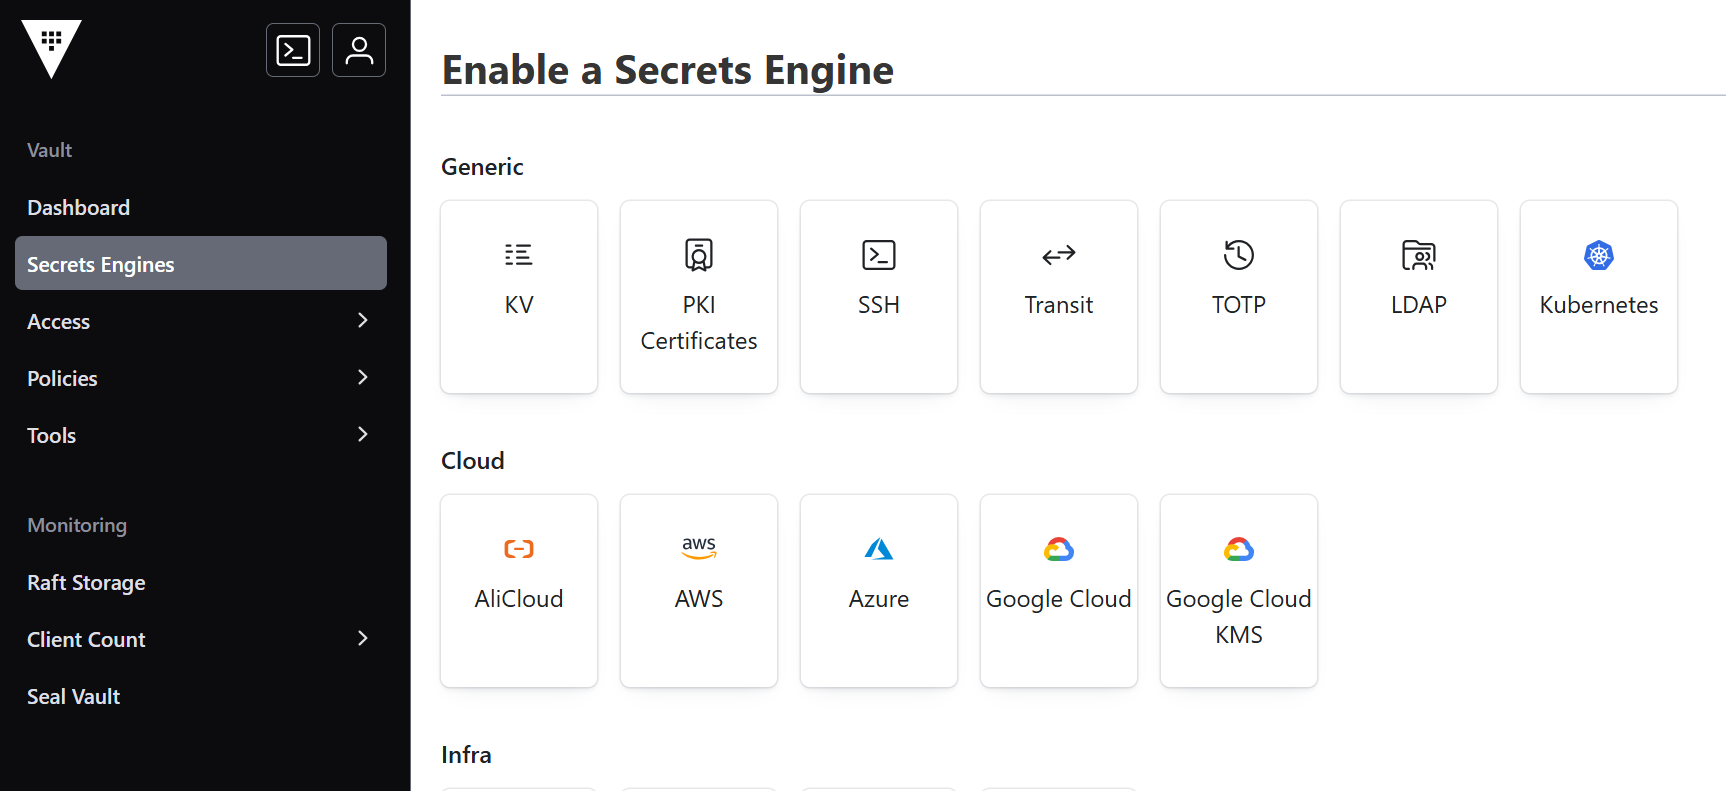 Vault
Dashboard
Secrets Engines
Access
Policies
Tools
Monitoring
Raft Storage
Client Count
Seal Vault
Enable a Secrets Engine
Generic
KV
PKI
Certificates
SSH
Transit
TOTP
LDAP
Kubernetes
Cloud
AliCloud
aws
AWS
Azure
Google Cloud
Google Cloud
KMS
Infra